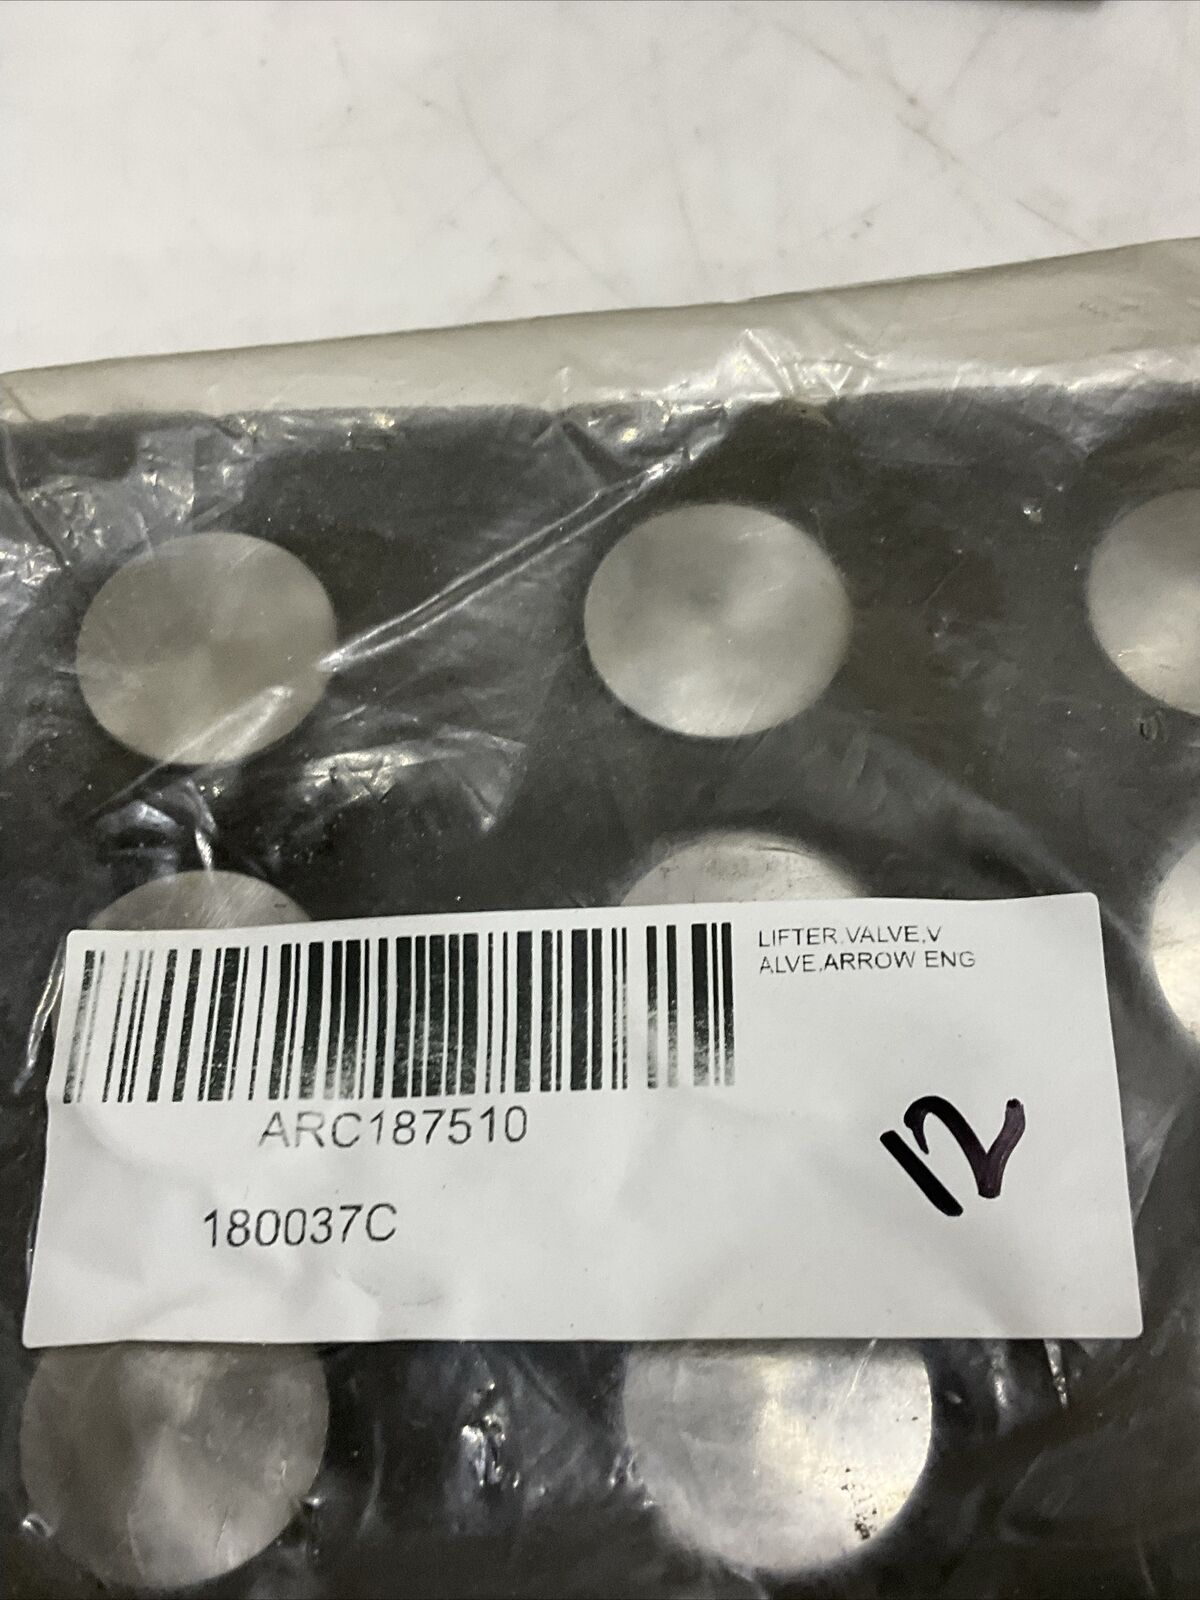 LIFTER,VALVE,V
ALVE,ARROW ENG
ARC187510
180037C
12